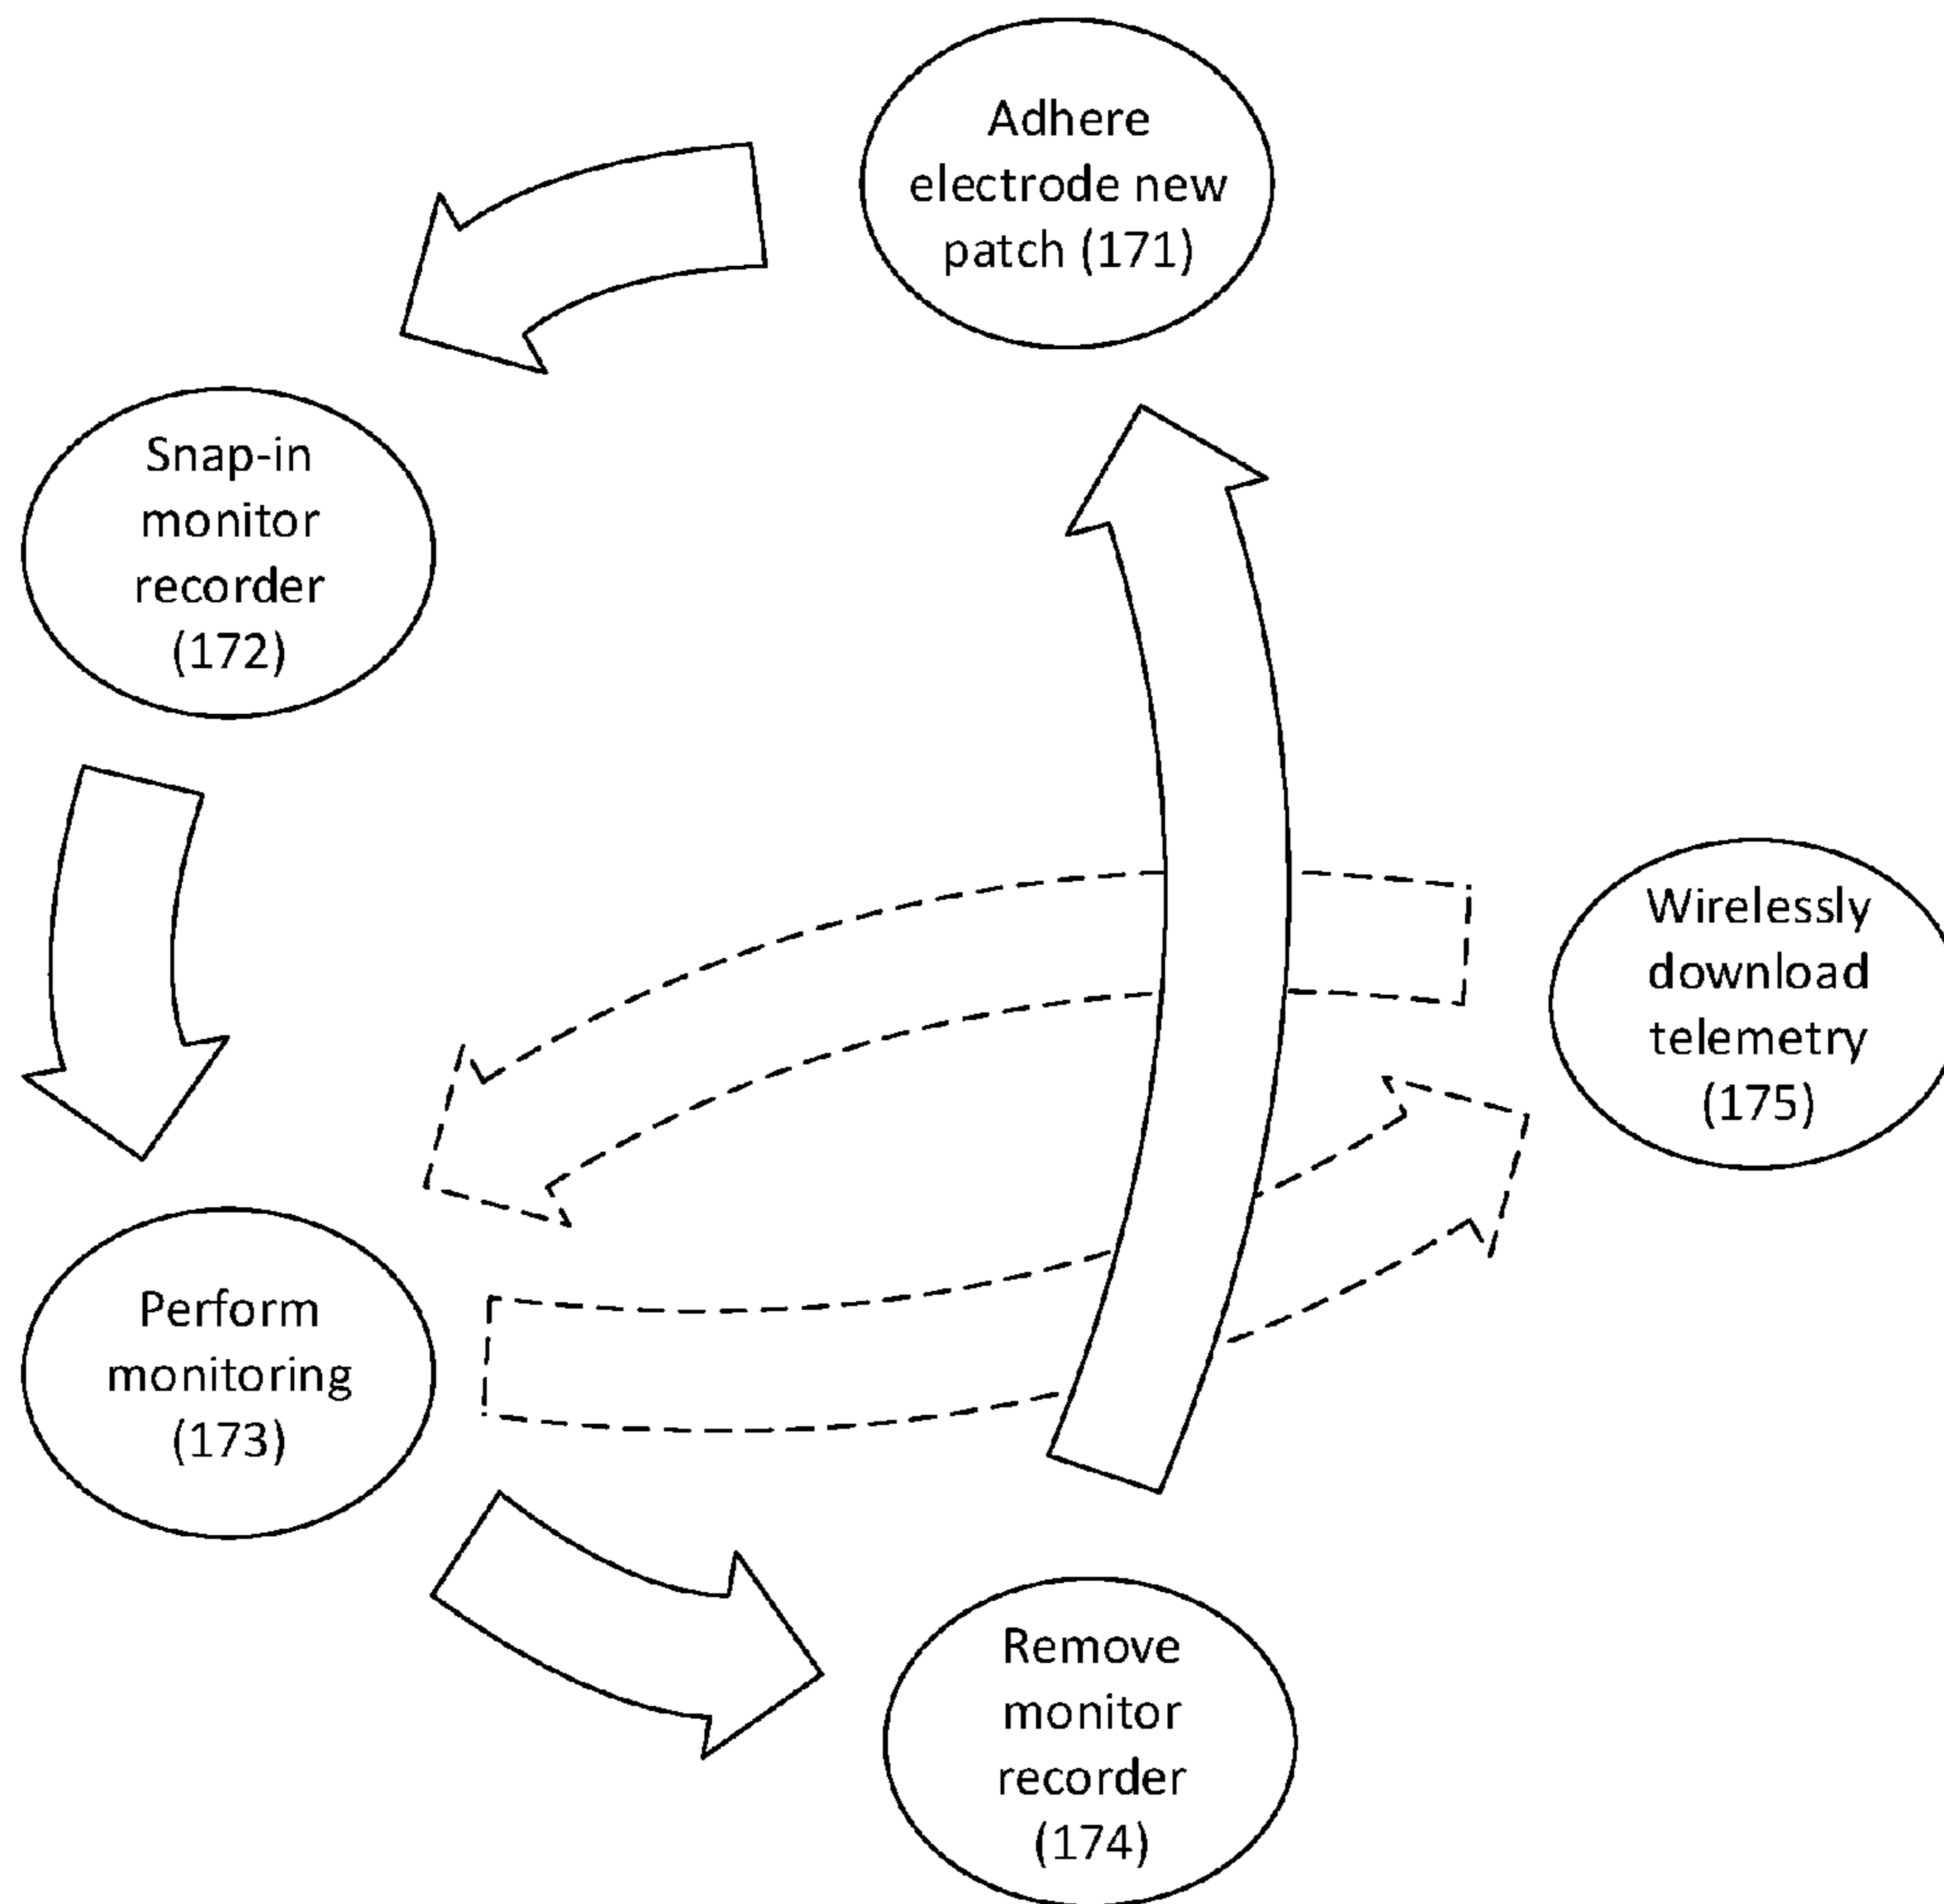 Adhere
electrode new
patch (171)
Snap-in
monitor
recorder
(172)
Wirelessly
download
telemetry
(175)
Perform
monitoring
(173)
Remove
monitor
recorder
(174)